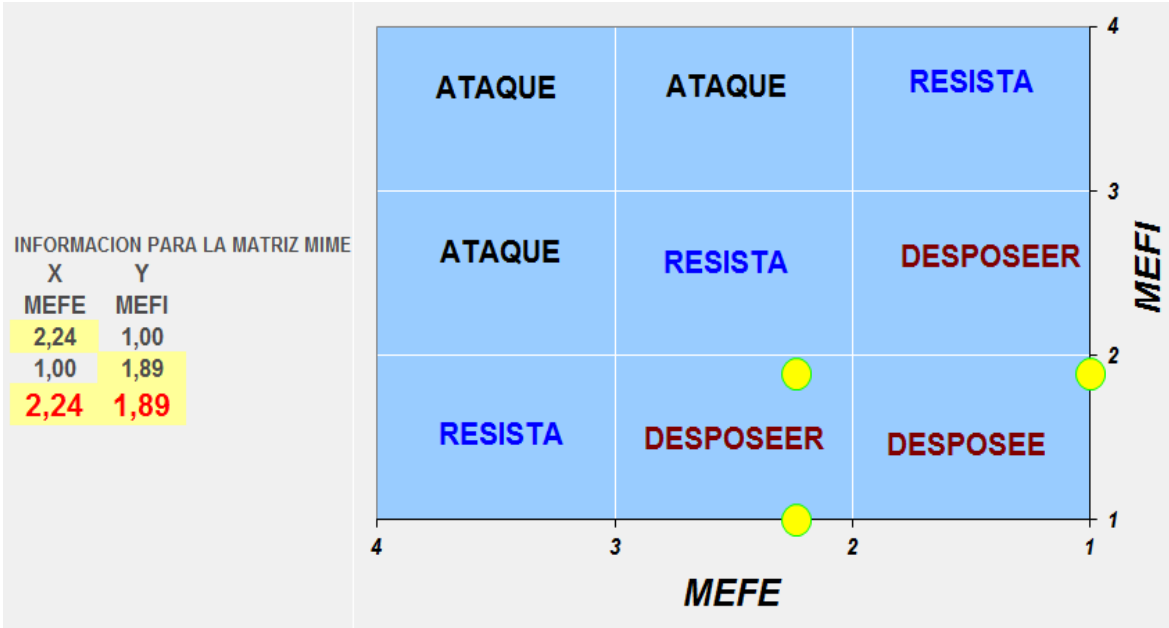 INFORMACION PARA LA MATRIZ MIME
X Y
MEFE MEFI
2,24 1,00
1,00 1,89
2,24 1,89
4
ATAQUE ATAQUE RESISTA
3
ATAQUE RESISTA DESPOSEER
MEFI
2
RESISTA DESPOSEER DESPOSEE
1
4 3 2 1
MEFE